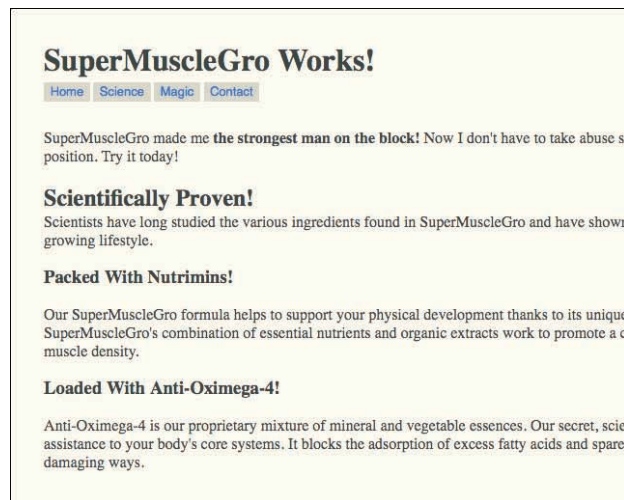 SuperMuscleGro Works!
Home Science Magic Contact
SuperMuscleGro made me the strongest man on the block! Now I don't have to take abuse s
position. Try it today!
Scientifically Proven!
Scientists have long studied the various ingredients found in SuperMuscleGro and have shown
growing lifestyle.
Packed With Nutrimins!
Our SuperMuscleGro formula helps to support your physical development thanks to its unique
SuperMuscleGro's combination of essential nutrients and organic extracts work to promote a c
muscle density.
Loaded With Anti-Oximega-4!
Anti-Oximega-4 is our proprietary mixture of mineral and vegetable essences. Our secret, scie
assistance to your body's core systems. It blocks the adsorption of excess fatty acids and spare
damaging ways.